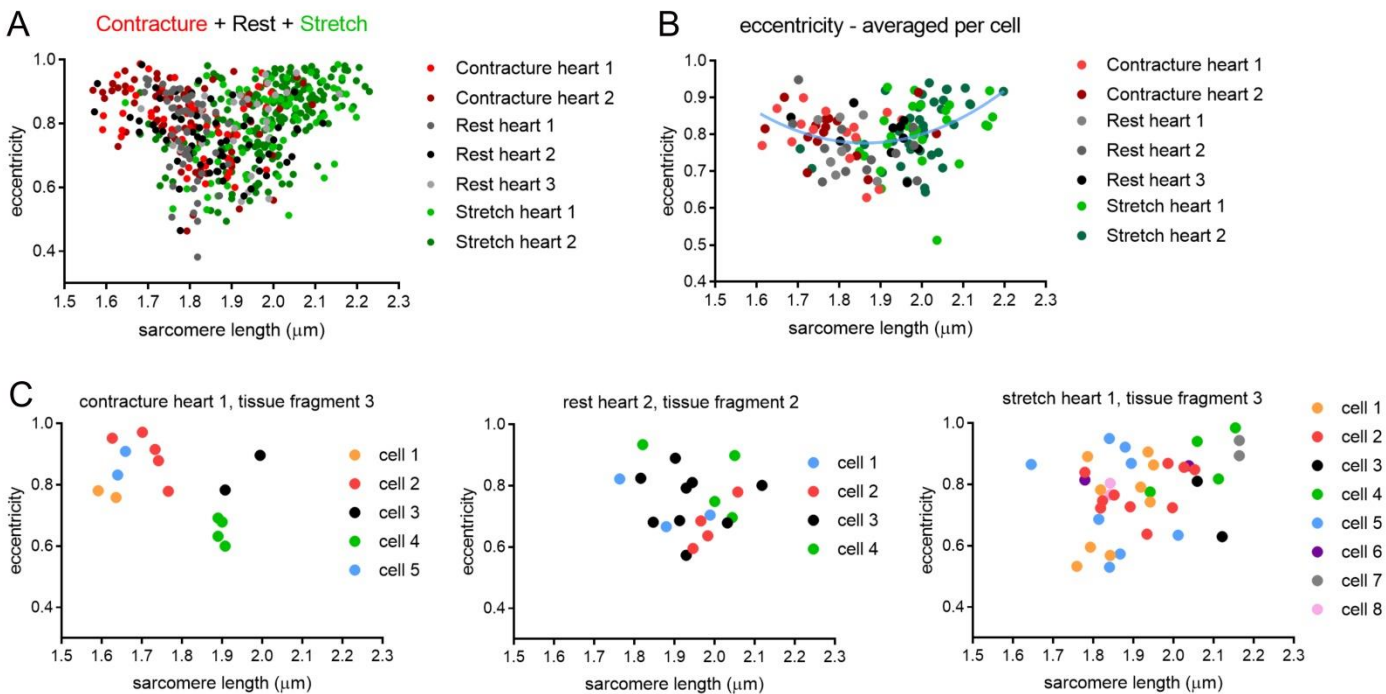 A
Contracture + Rest + Stretch
eccentricity
1.0
0.8
0.6
0.4
1.5 1.6 1.7 1.8 1.9 2.0 2.1 2.2 2.3
sarcomere length (μm)
Contracture heart 1
Contracture heart 2
Rest heart 1
Rest heart 2
Rest heart 3
Stretch heart 1
Stretch heart 2
B
eccentricity - averaged per cell
eccentricity
1.0
0.9
0.8
0.7
0.6
0.5
0.4
1.5 1.6 1.7 1.8 1.9 2.0 2.1 2.2 2.3
sarcomere length (μm)
Contracture heart 1
Contracture heart 2
Rest heart 1
Rest heart 2
Rest heart 3
Stretch heart 1
Stretch heart 2
C
contracture heart 1, tissue fragment 3
eccentricity
1.0
0.8
0.6
0.4
1.5 1.6 1.7 1.8 1.9 2.0 2.1 2.2 2.3
sarcomere length (μm)
cell 1
cell 2
cell 3
cell 4
cell 5
rest heart 2, tissue fragment 2
eccentricity
1.0
0.8
0.6
0.4
1.5 1.6 1.7 1.8 1.9 2.0 2.1 2.2 2.3
sarcomere length (μm)
cell 1
cell 2
cell 3
cell 4
stretch heart 1, tissue fragment 3
eccentricity
1.0
0.8
0.6
0.4
1.5 1.6 1.7 1.8 1.9 2.0 2.1 2.2 2.3
sarcomere length (μm)
cell 1
cell 2
cell 3
cell 4
cell 5
cell 6
cell 7
cell 8